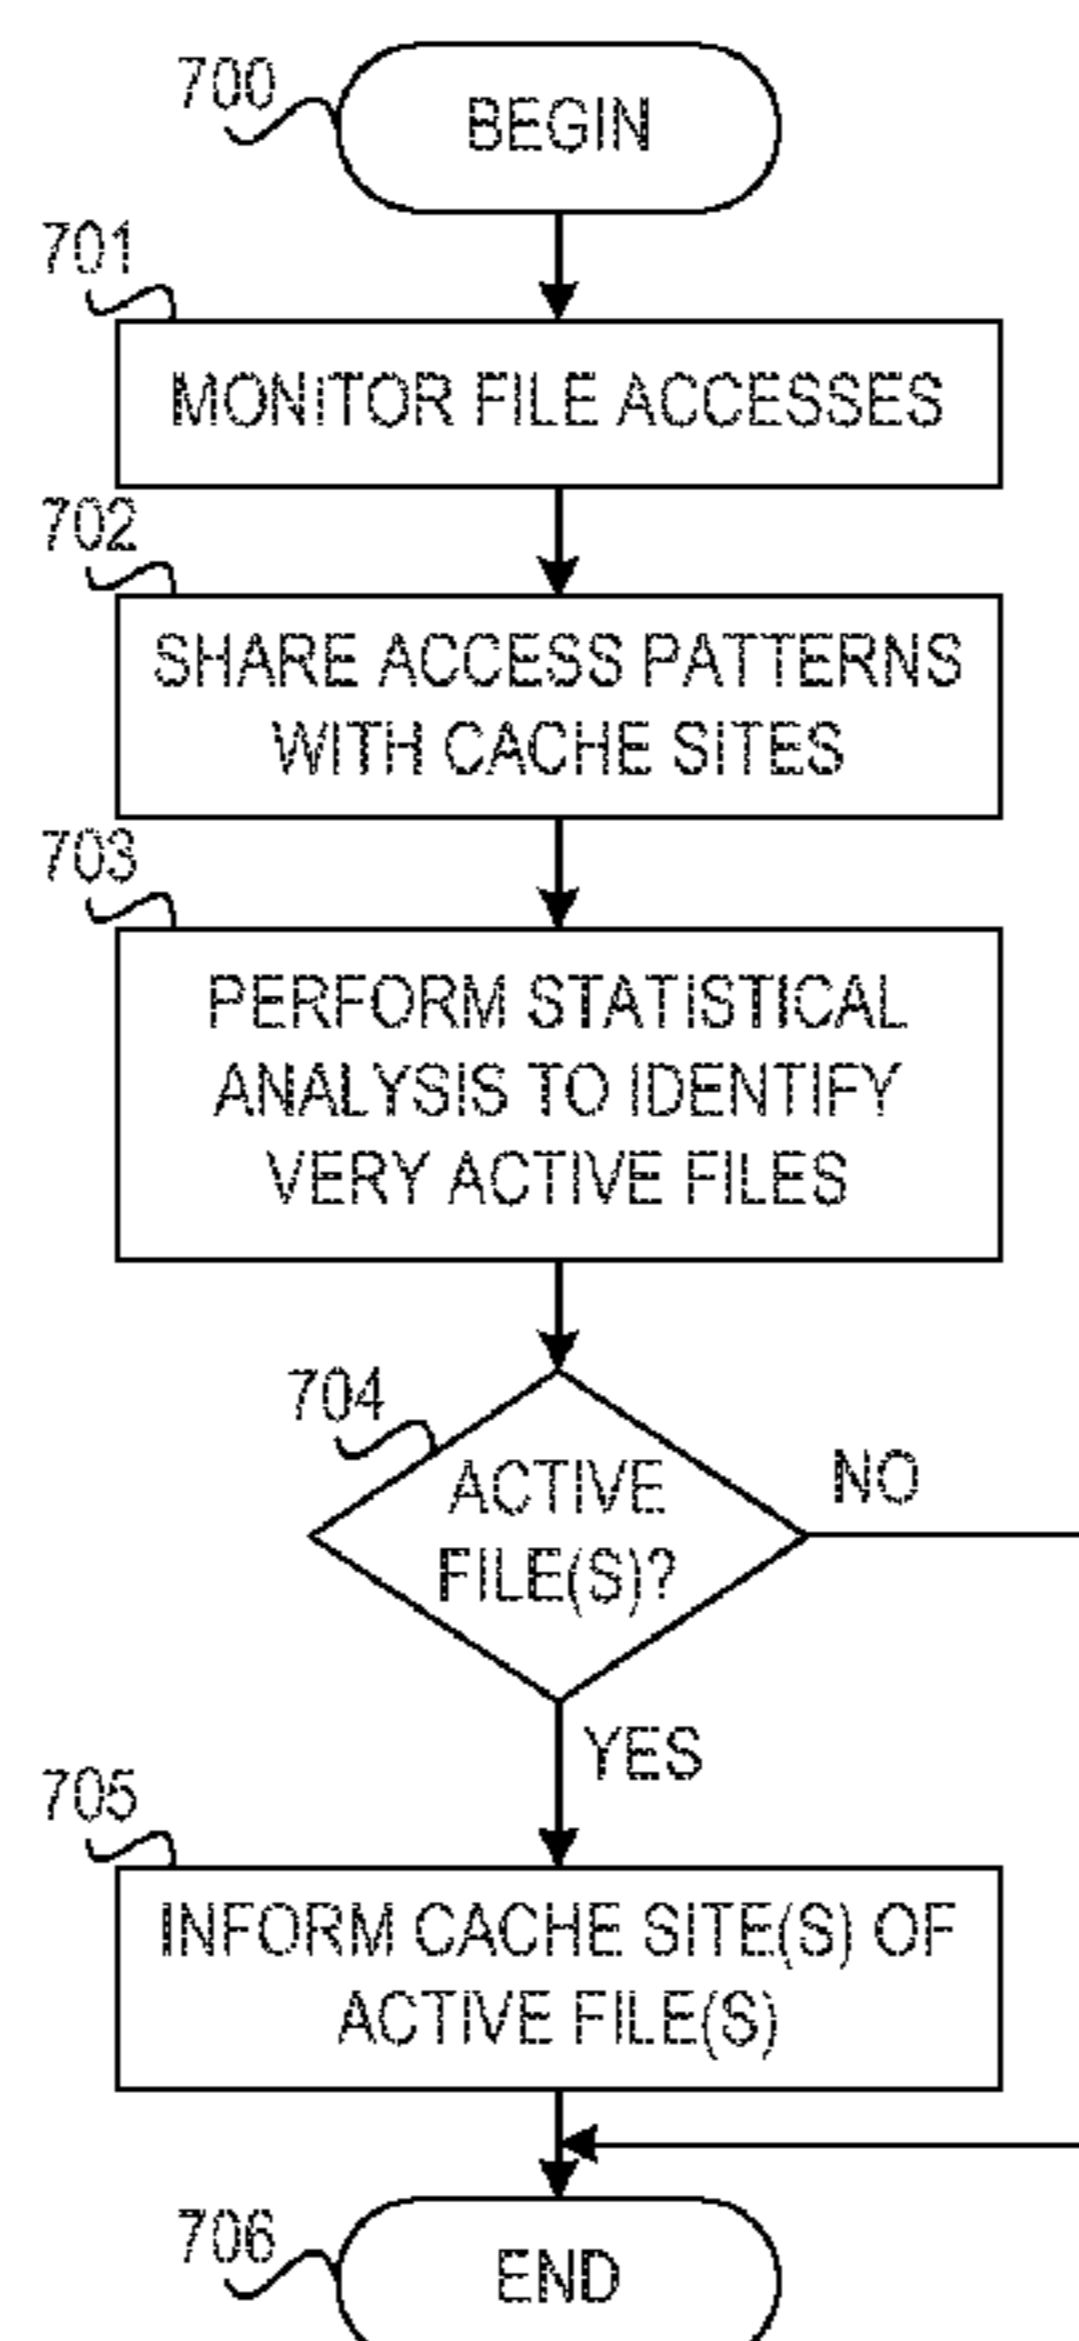 700
BEGIN
701
MONITOR FILE ACCESSES
702
SHARE ACCESS PATTERNS
WITH CACHE SITES
703
PERFORM STATISTICAL
ANALYSIS TO IDENTIFY
VERY ACTIVE FILES
704
ACTIVE
FILE(S)?
NO
YES
705
INFORM CACHE SITE(S) OF
ACTIVE FILE(S)
706
END